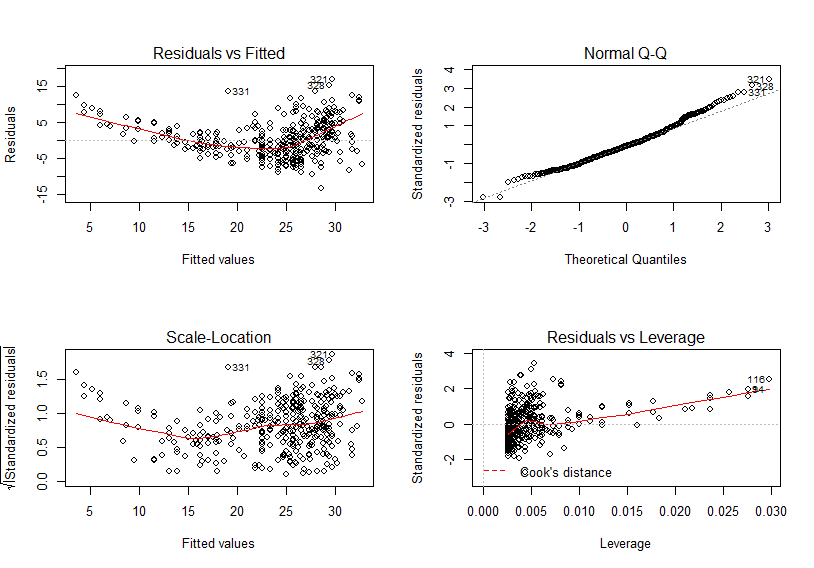 Residuals vs Fitted
Residuals
15
5
-5
-15
321
328
331
5 10 15 20 25 30
Fitted values
Normal Q-Q
Standardized residuals
4
3
2
1
-1
-3
321
328
331
-3 -2 -1 0 1 2 3
Theoretical Quantiles
Scale-Location
√|Standardized residuals|
1.5
1.0
0.5
0.0
321
328
331
5 10 15 20 25 30
Fitted values
Residuals vs Leverage
Standardized residuals
4
2
0
-2
116
94
Cook's distance
0.000 0.005 0.010 0.015 0.020 0.025 0.030
Leverage